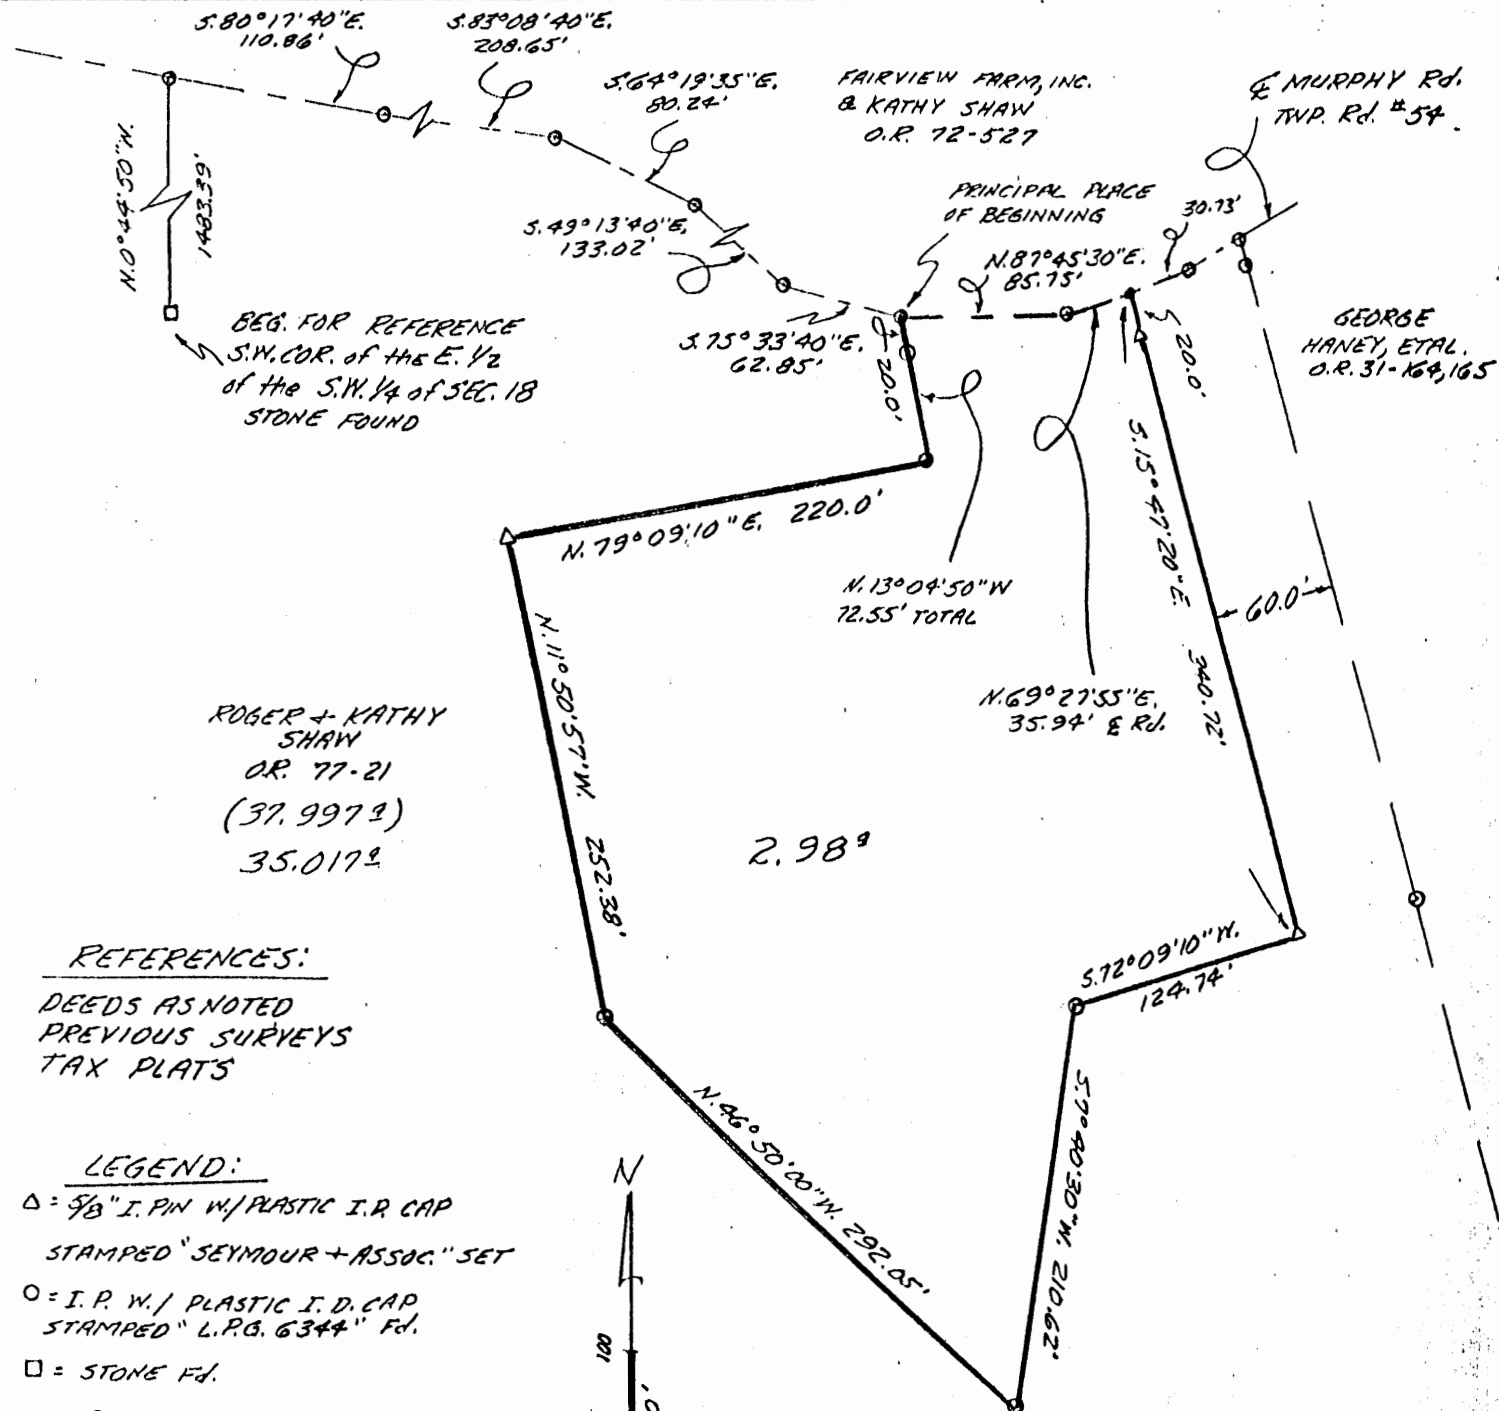 S.80°17'40"E.
110.86'
S.83°08'40"E.
208.65'
S.64°19'35"E.
80.24'
FAIRVIEW FARM, INC.
& KATHY SHAW
O.R. 72-527
℄ MURPHY Rd.
TWP. Rd. #54.
N.0°44'50"W.
1483.39'
S.49°13'40"E,
133.02'
PRINCIPAL PLACE
OF BEGINNING
30.73'
N.87°45'30"E.
85.75'
BEG. FOR REFERENCE
S.W. COR. of the E. 1/2
of the S.W. 1/4 of SEC. 18
STONE FOUND
S.75°33'40"E.
62.85'
20.0'
20.0'
GEORGE
HANEY, ETAL.
O.R. 31-164,165
N.79°09'10"E. 220.0'
N.13°04'50"W
72.55' TOTAL
S.15°47'20"E. 340.72'
60.0'
N.11°50'57"W. 252.38'
N.69°27'55"E.
35.94' ℄ Rd.
ROGER + KATHY
SHAW
O.R. 77-21
(37.997 a)
35.017 a
2.98 a
S.72°09'10"W.
124.74'
REFERENCES:
DEEDS AS NOTED
PREVIOUS SURVEYS
TAX PLATS
N.46°50'00"W. 292.05'
S.7°40'30"W. 210.62'
LEGEND:
△ = 5/8" I. PIN W/ PLASTIC I.D. CAP
STAMPED "SEYMOUR + ASSOC." SET
O = I.P. W./ PLASTIC I.D. CAP
STAMPED "L.P.G. 6344" Fd.
□ = STONE Fd.
N
100